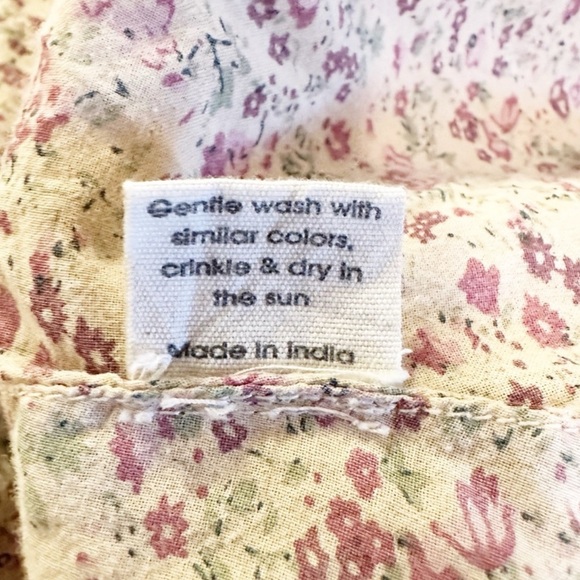 Gentle wash with
similar colors,
crinkle & dry in
the sun
Made in india